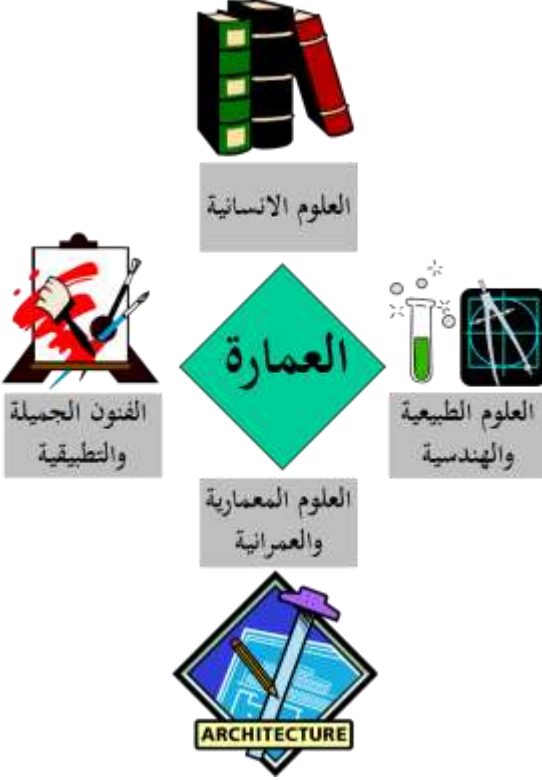 العلوم الانسانية
العمارة
العلوم الطبيعية
والهندسية
الفنون الجميلة
والتطبيقية
العلوم المعمارية
والعمرانية
ARCHITECTURE